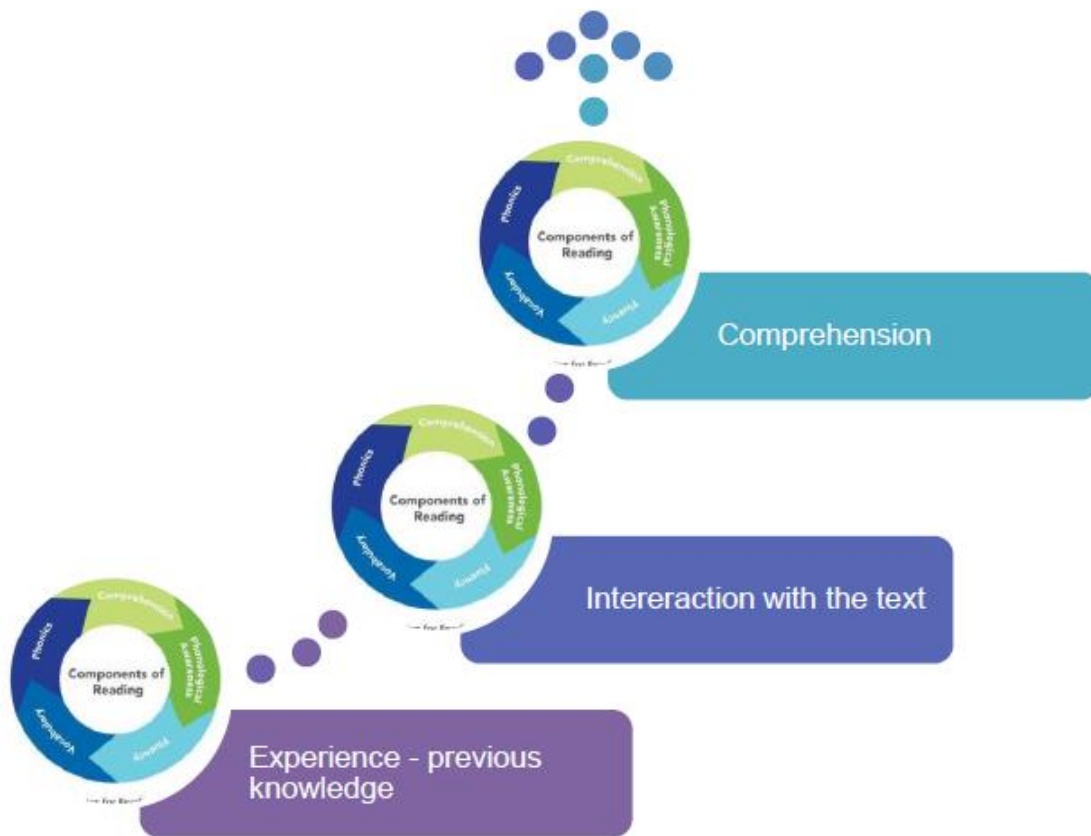 Comprehension
Phonological
Awareness
Fluency
Vocabulary
Phonics
Components of
Reading
Comprehension
Comprehension
Phonological
Awareness
Fluency
Vocabulary
Phonics
Components of
Reading
Intereraction with the text
Comprehension
Phonological
Awareness
Fluency
Vocabulary
Phonics
Components of
Reading
Experience - previous
knowledge